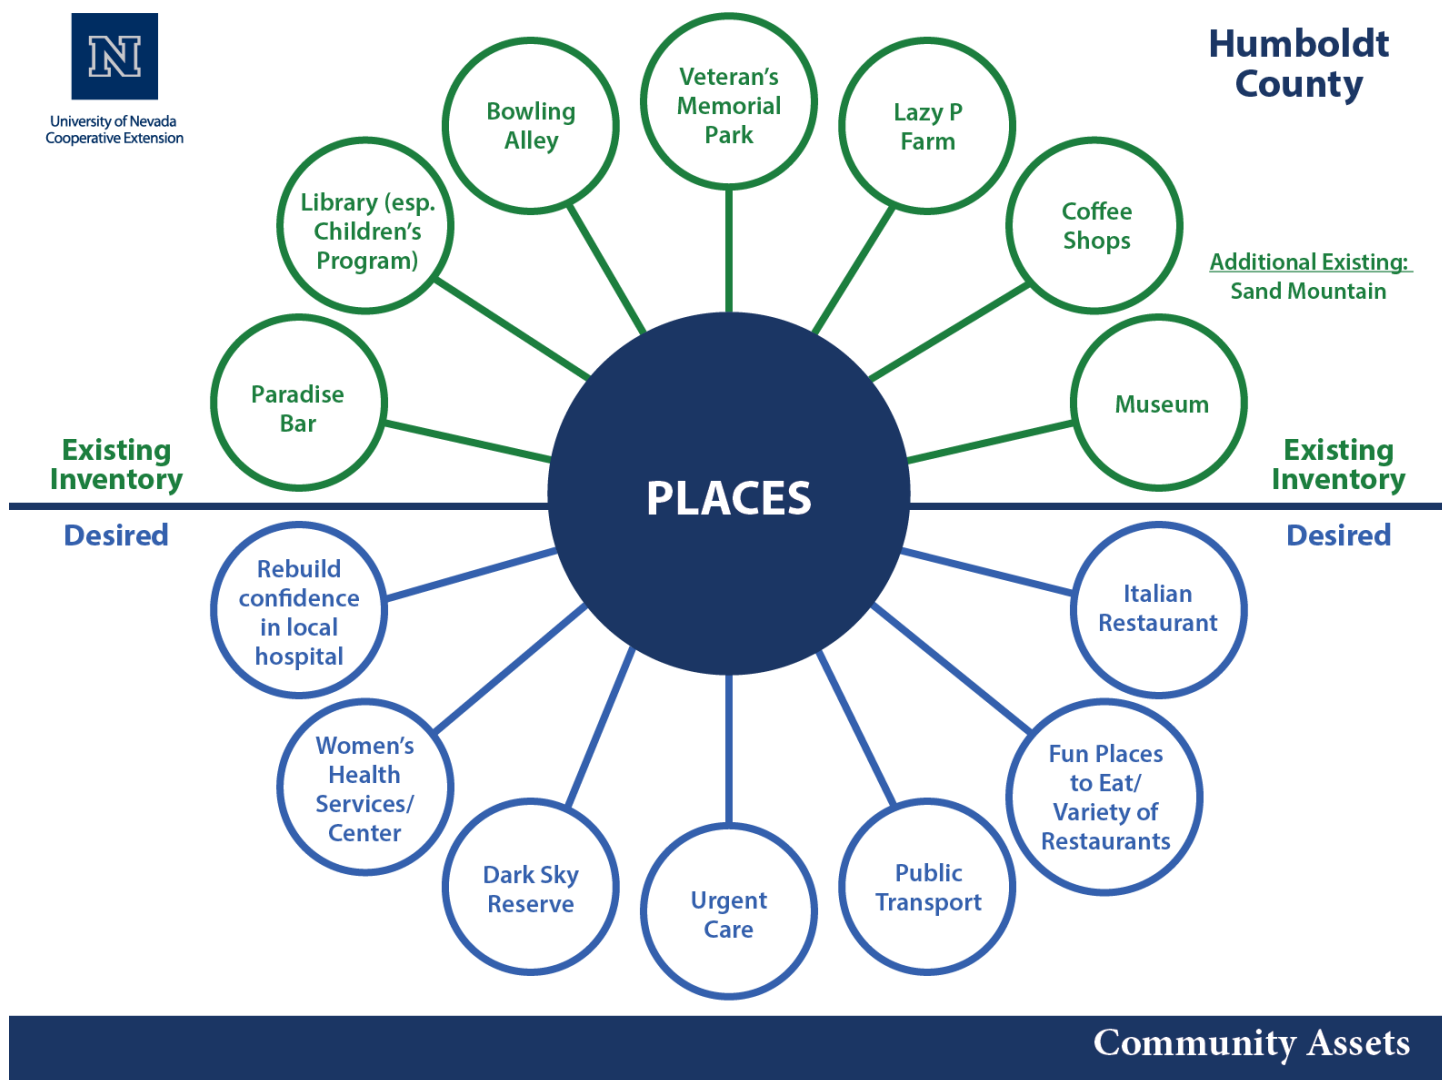 N
University of Nevada
Cooperative Extension
Humboldt
County
Veteran's
Memorial
Park
Bowling
Alley
Lazy P
Farm
Library (esp.
Children's
Program)
Coffee
Shops
Additional Existing:
Sand Mountain
Paradise
Bar
Museum
Existing
Inventory
Existing
Inventory
PLACES
Desired
Desired
Rebuild
confidence
in local
hospital
Italian
Restaurant
Women's
Health
Services/
Center
Fun Places
to Eat/
Variety of
Restaurants
Dark Sky
Reserve
Urgent
Care
Public
Transport
Community Assets